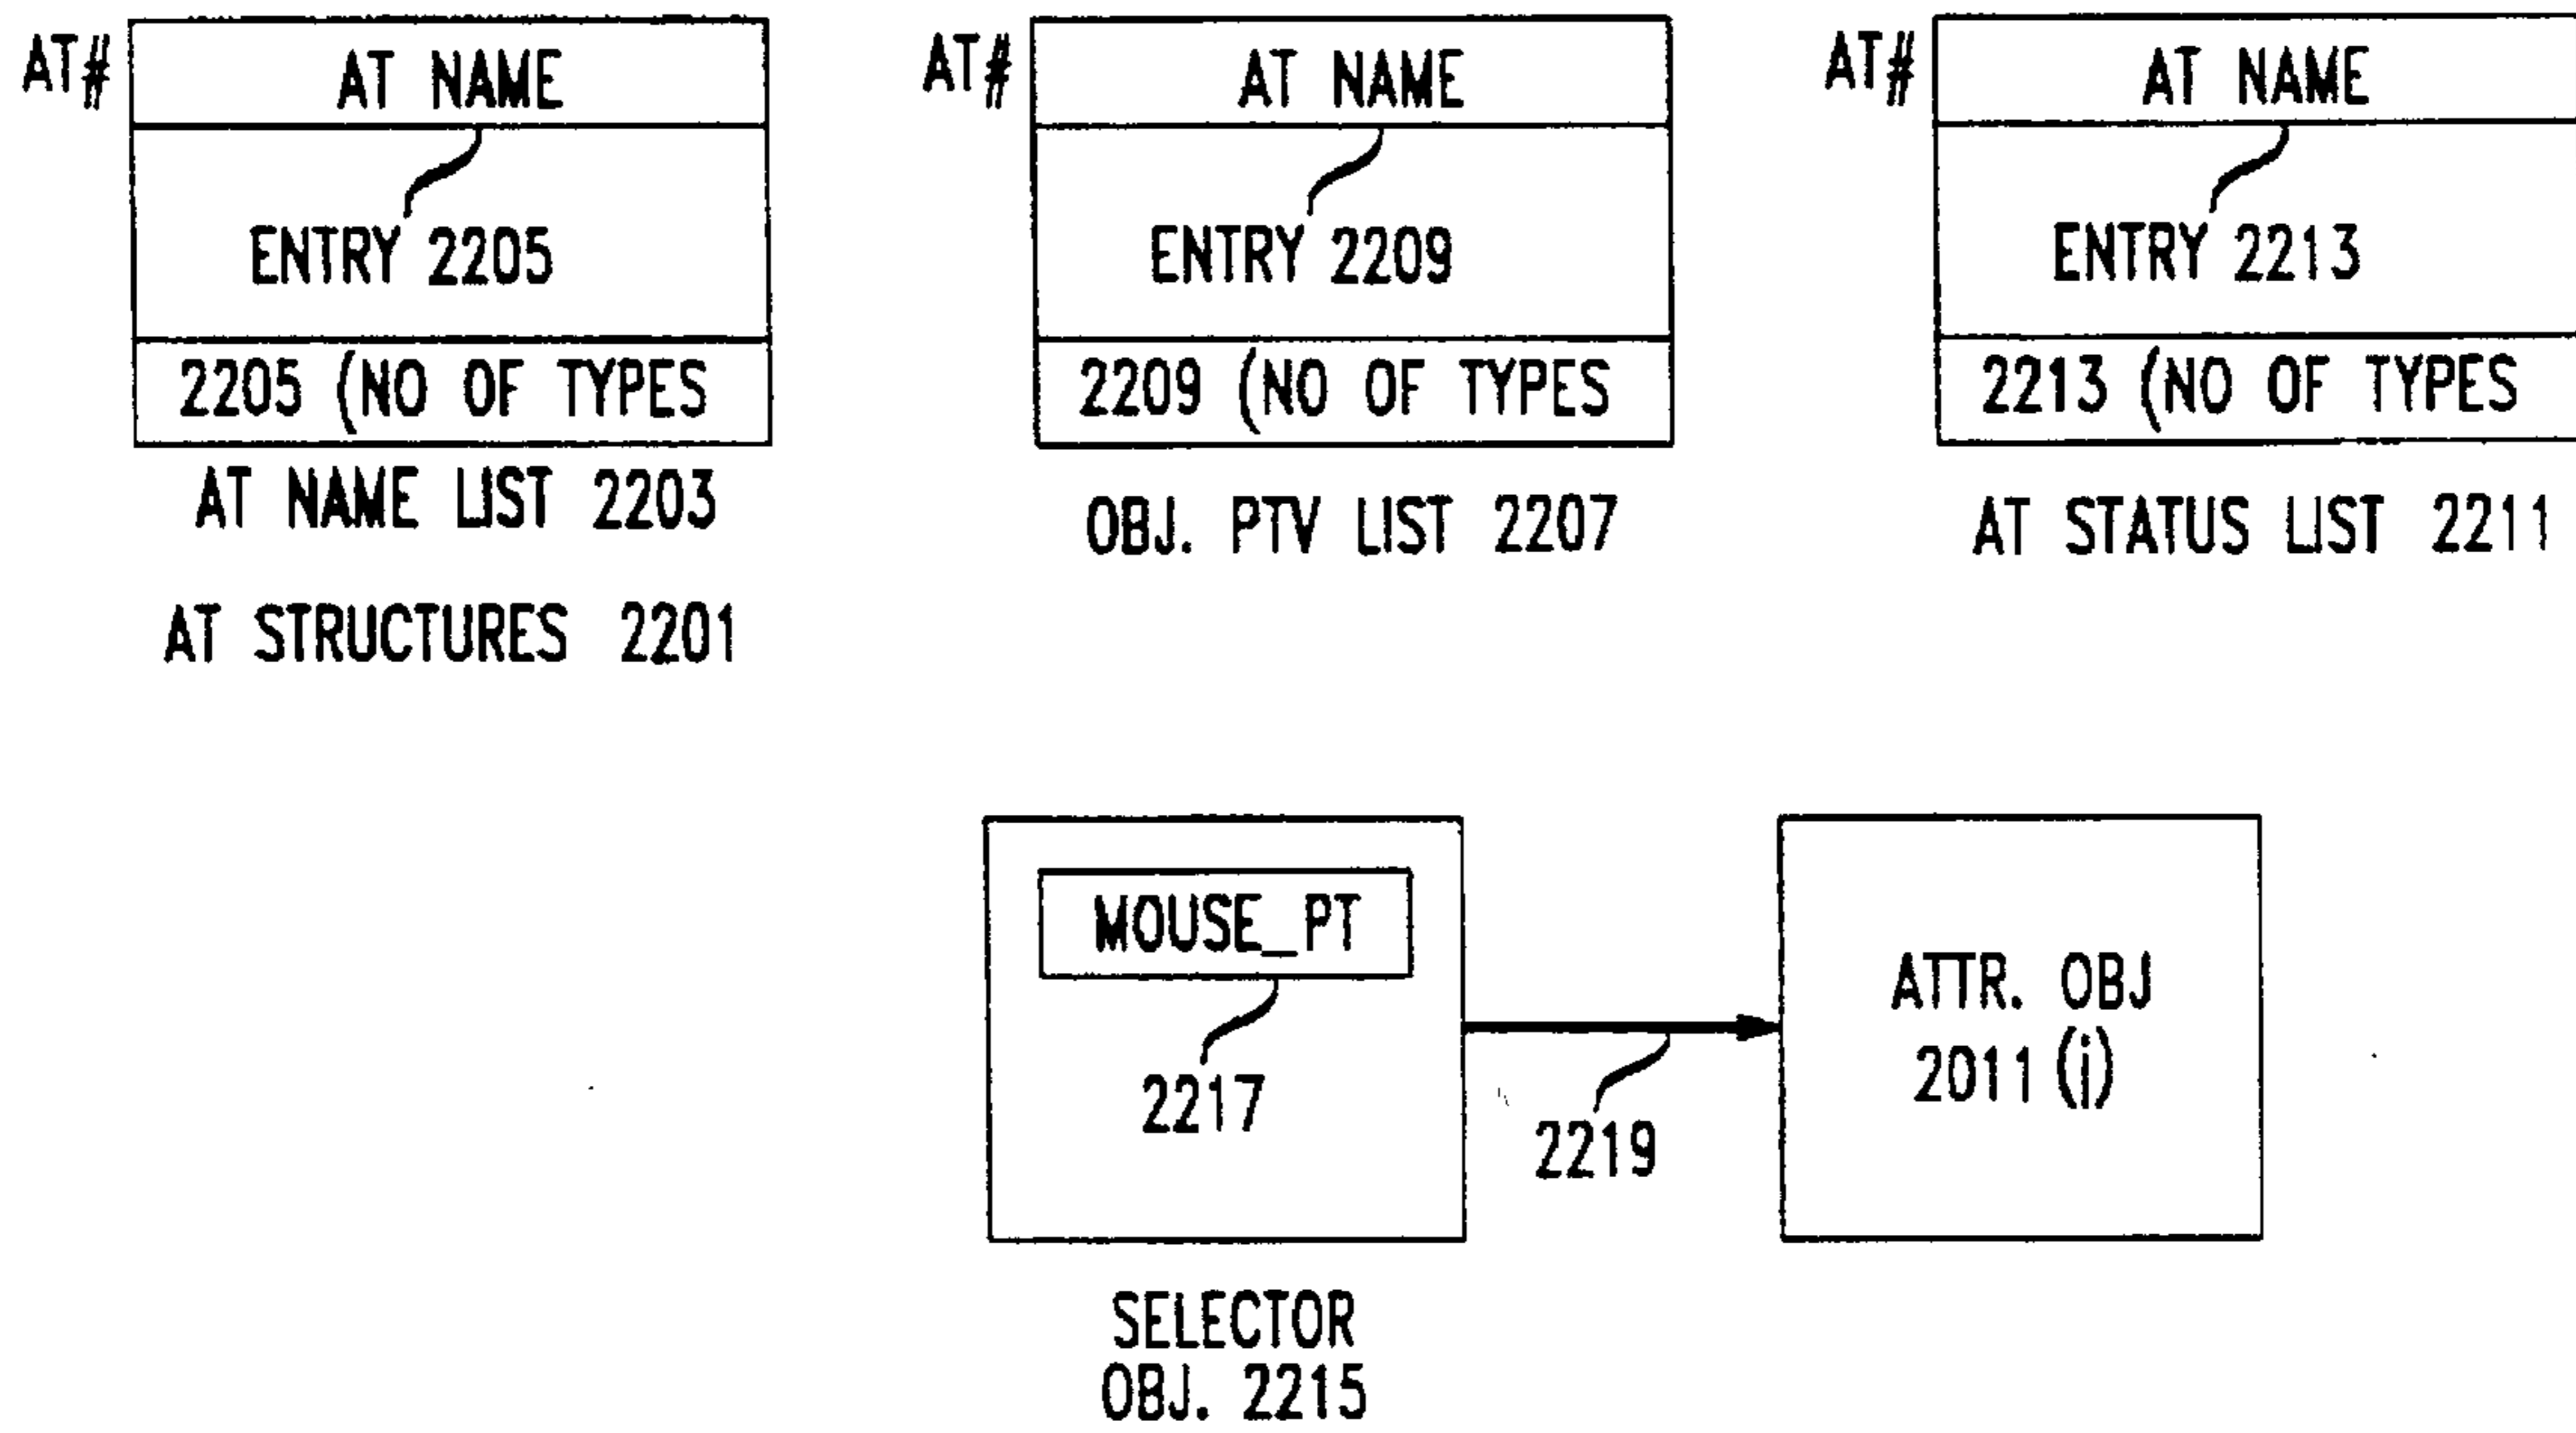 AT#
AT NAME
ENTRY 2205
2205 (NO OF TYPES
AT NAME LIST 2203
AT STRUCTURES 2201
AT#
AT NAME
ENTRY 2209
2209 (NO OF TYPES
OBJ. PTV LIST 2207
AT#
AT NAME
ENTRY 2213
2213 (NO OF TYPES
AT STATUS LIST 2211
MOUSE_PT
2217
SELECTOR
OBJ. 2215
2219
ATTR. OBJ
2011 (i)